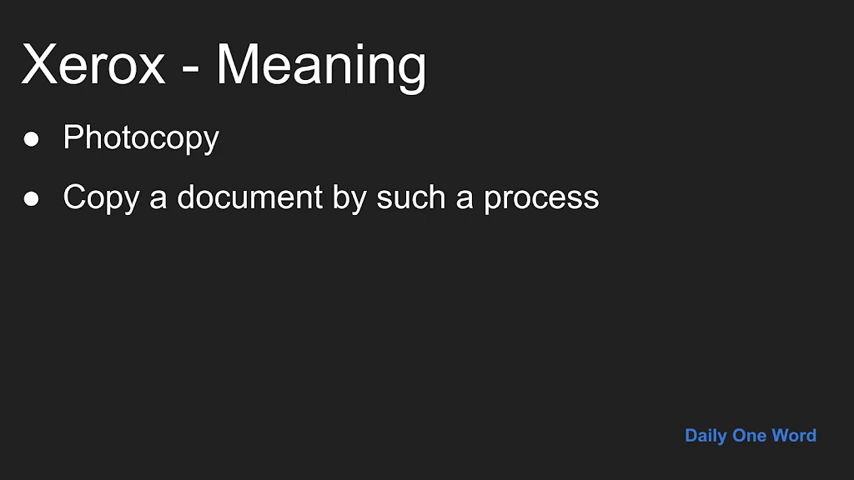 Xerox - Meaning
● Photocopy
● Copy a document by such a process
Daily One Word